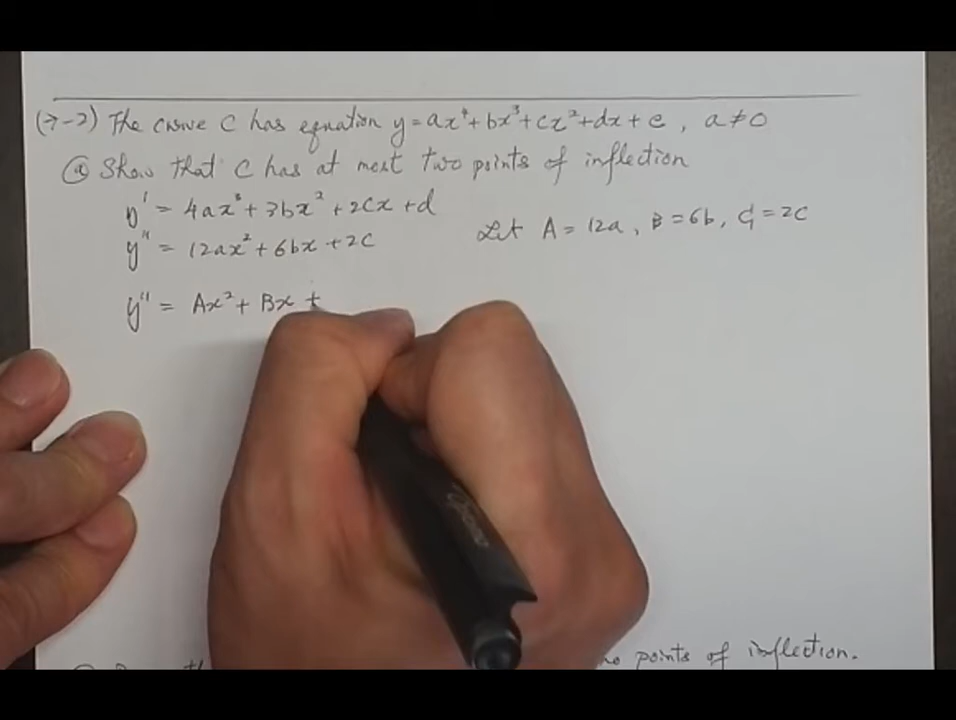 (7-2) The curve C has equation y = ax⁴ + bx³ + cx² + dx + e , a ≠ 0
(a) Show that C has at most two points of inflection
y' = 4ax³ + 3bx² + 2cx + d
y'' = 12ax² + 6bx + 2c
Let A = 12a , B = 6b, C₁ = 2c
y'' = Ax² + Bx +
points of inflection.